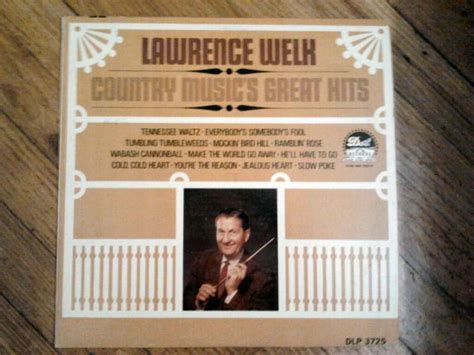 LAWRENCE WELK
COUNTRY MUSIC'S GREAT HITS
TENNESSEE WALTZ · EVERYBODY'S SOMEBODY'S FOOL
TUMBLING TUMBLEWEEDS · MOCKIN' BIRD HILL · RAMBLIN' ROSE
WABASH CANNONBALL · MAKE THE WORLD GO AWAY · HE'LL HAVE TO GO
COLD, COLD HEART · YOU'RE THE REASON · JEALOUS HEART · SLOW POKE
Dot
DLP 3725